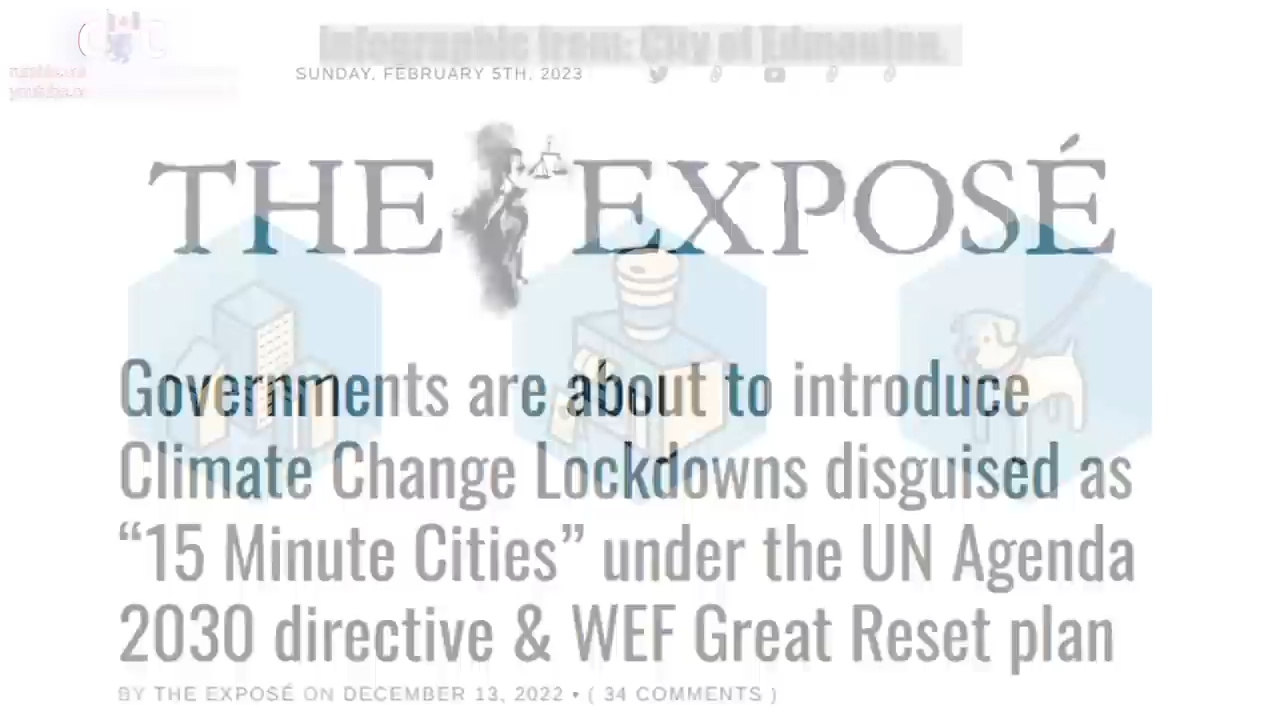 Infographic from: City of Edmonton.
SUNDAY, FEBRUARY 5TH, 2023
THE EXPOSÉ
Governments are about to introduce
Climate Change Lockdowns disguised as
“15 Minute Cities” under the UN Agenda
2030 directive & WEF Great Reset plan
BY THE EXPOSÉ ON DECEMBER 13, 2022 • ( 34 COMMENTS )